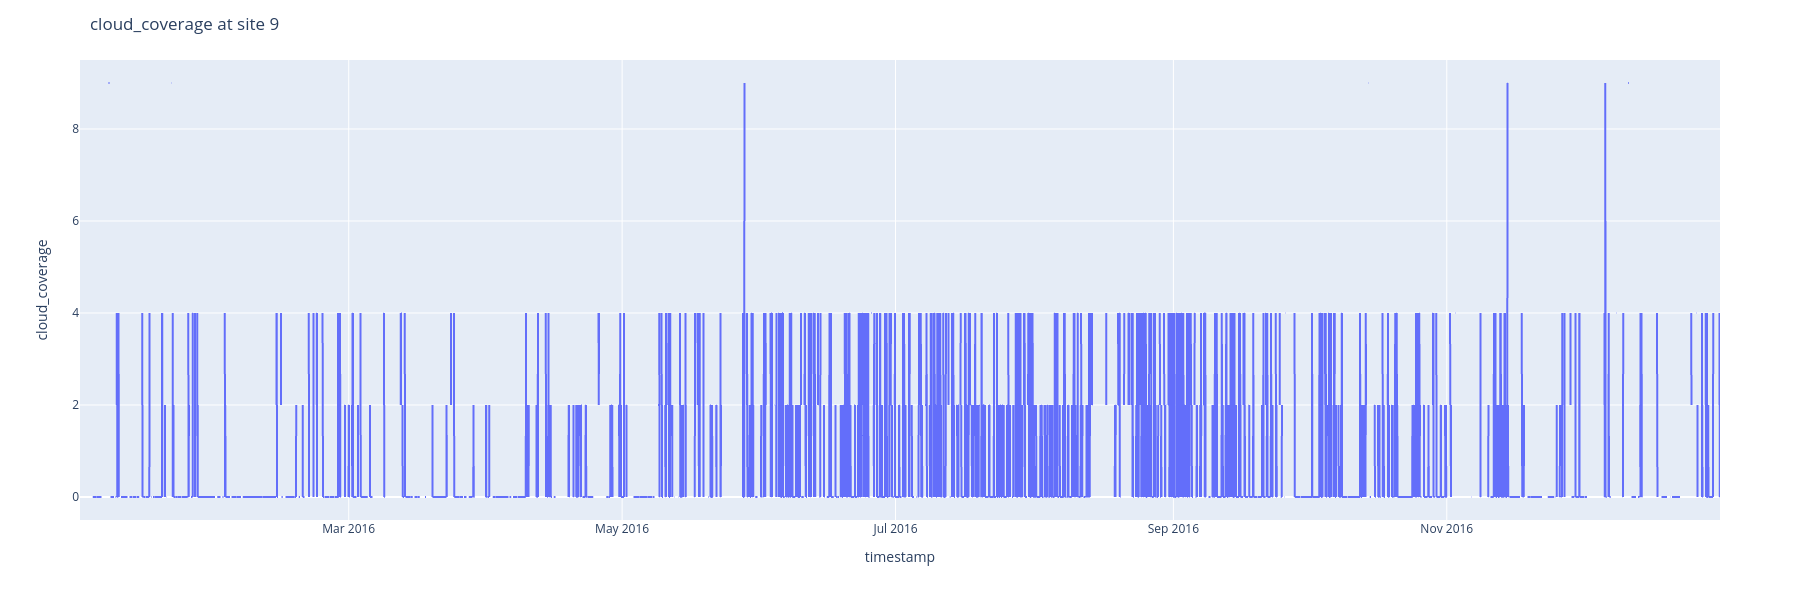 cloud_coverage at site 9
cloud_coverage
8
6
4
2
0
Mar 2016
May 2016
Jul 2016
Sep 2016
Nov 2016
timestamp